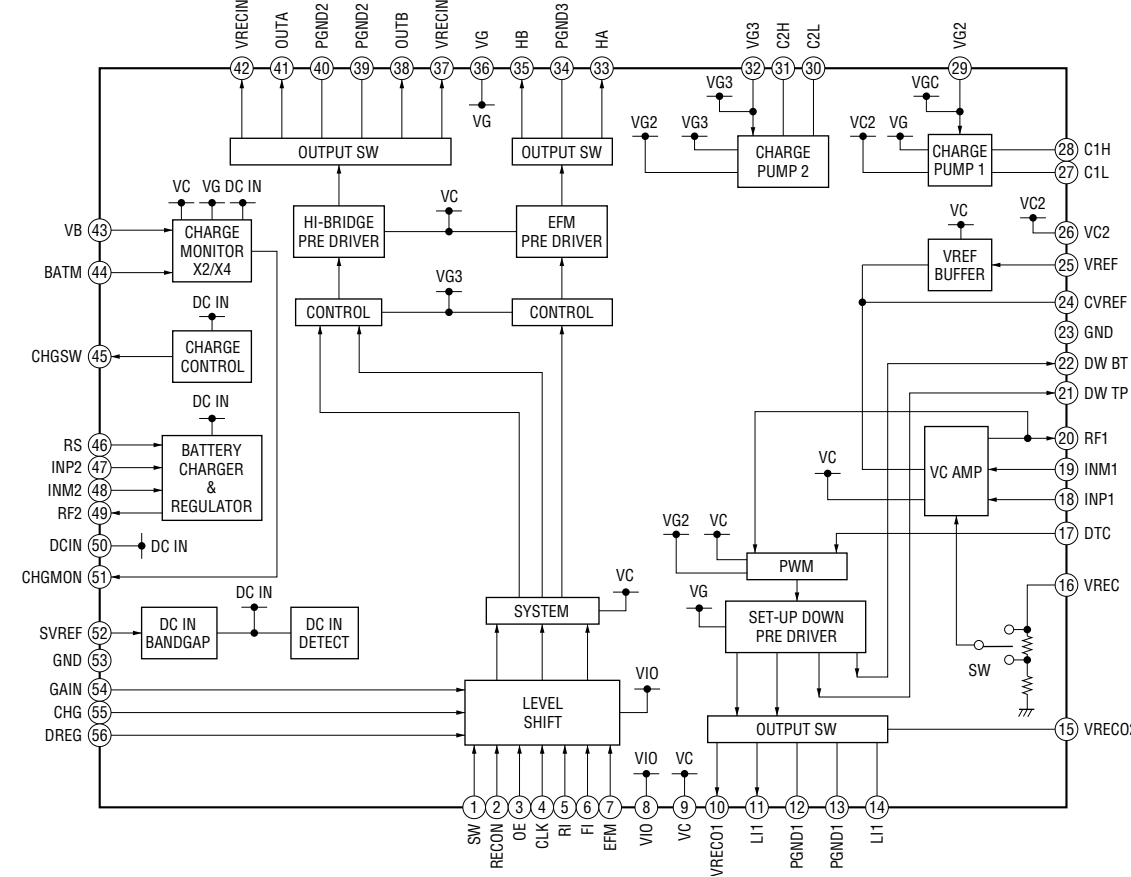 VRECIN
OUTA
PGND2
PGND2
OUTB
VRECIN
VG
HB
PGND3
HA
VG3
C2H
C2L
VG2
42
41
40
39
38
37
36
35
34
33
32
31
30
29
VG
VG3
VG2
VG3
VGC
VC2
VG
OUTPUT SW
OUTPUT SW
CHARGE
PUMP 2
CHARGE
PUMP 1
28 C1H
27 C1L
VC
VG
DC IN
VB 43
CHARGE
MONITOR
X2/X4
BATM 44
HI-BRIDGE
PRE DRIVER
VC
EFM
PRE DRIVER
VC
VC2
26 VC2
VREF
BUFFER
25 VREF
VG3
CONTROL
CONTROL
24 CVREF
23 GND
DC IN
CHGSW 45
CHARGE
CONTROL
22 DW BT
21 DW TP
DC IN
RS 46
INP2 47
INM2 48
RF2 49
BATTERY
CHARGER
&
REGULATOR
VC
VC AMP
20 RF1
19 INM1
18 INP1
17 DTC
DCIN 50
DC IN
CHGMON 51
VG2
VC
PWM
16 VREC
DC IN
SVREF 52
DC IN
BANDGAP
DC IN
DETECT
GND 53
SYSTEM
VC
VG
SET-UP DOWN
PRE DRIVER
SW
GAIN 54
CHG 55
DREG 56
LEVEL
SHIFT
VIO
OUTPUT SW
15 VRECO2
VIO
VC
1
2
3
4
5
6
7
8
9
10
11
12
13
14
SW
RECON
OE
CLK
RI
FI
EFM
VIO
VC
VRECO1
LI1
PGND1
PGND1
LI1